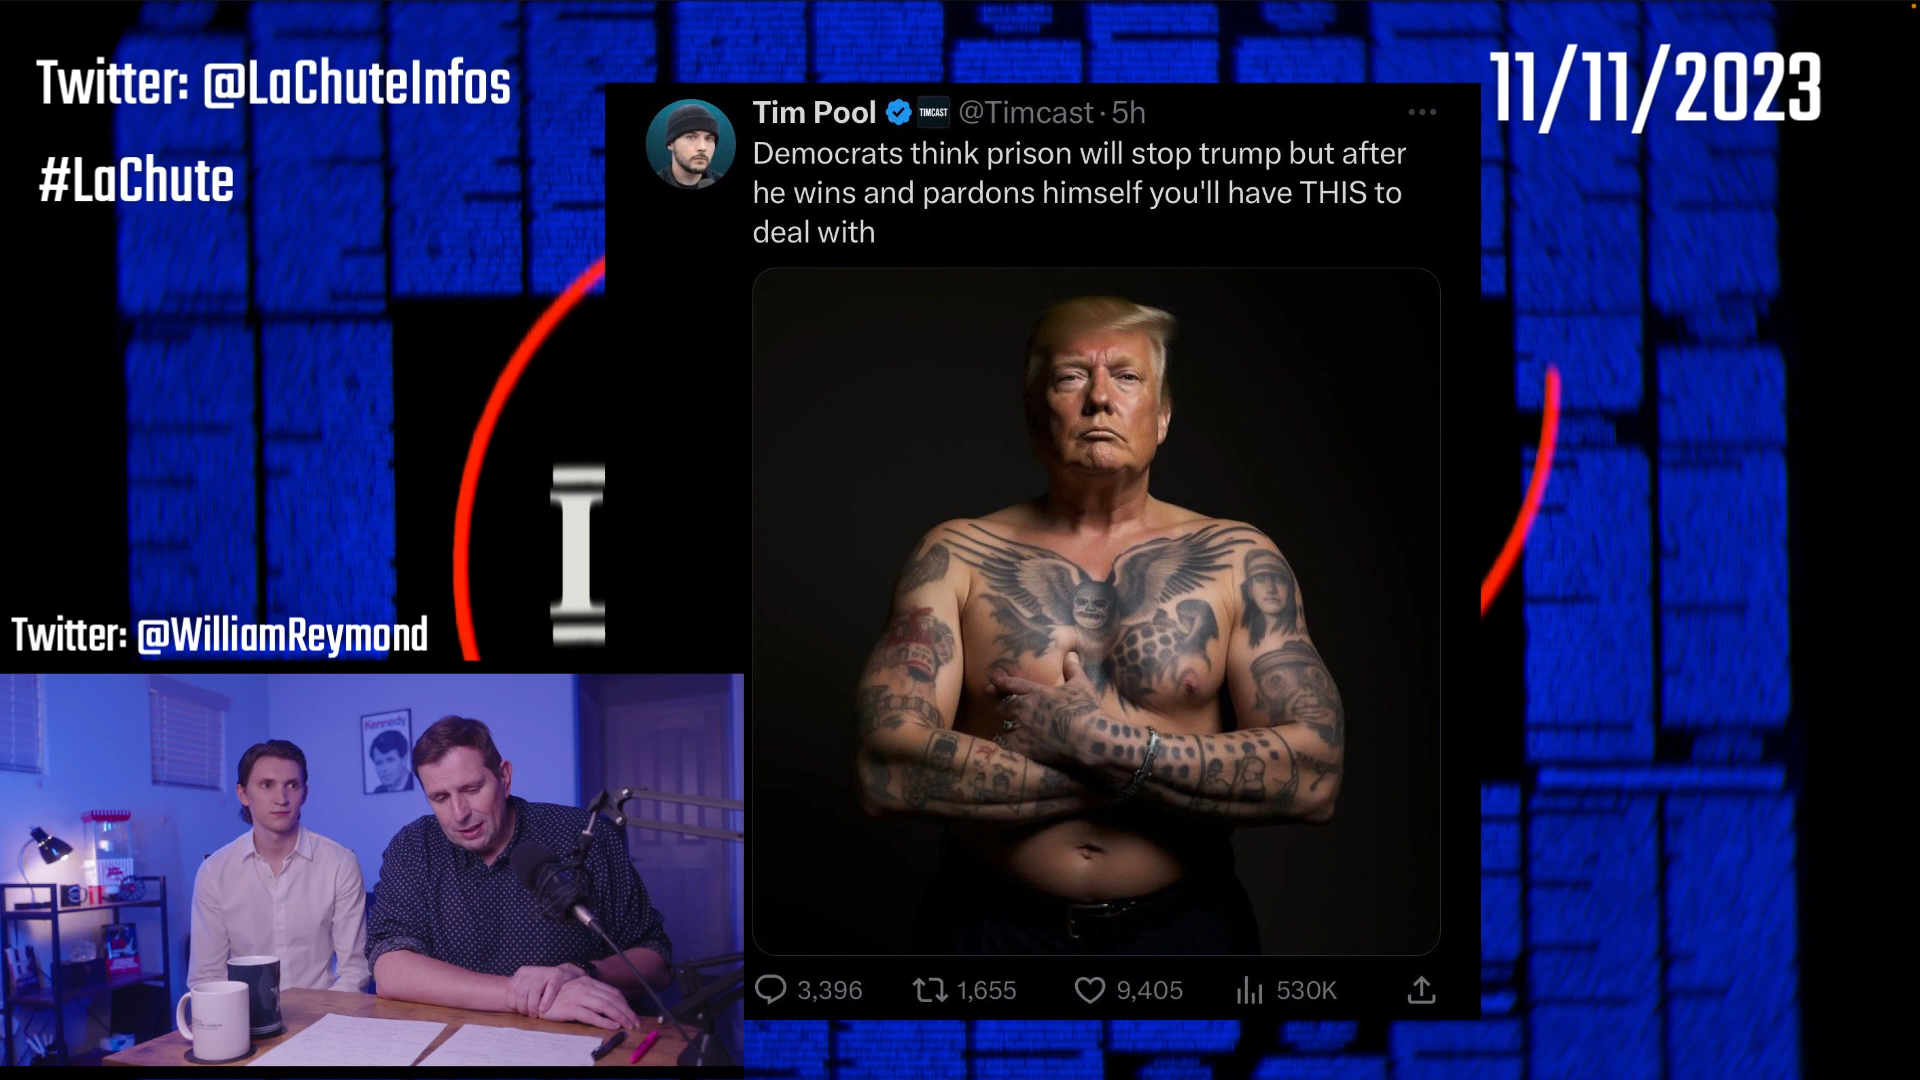 Twitter: @LaChuteInfos
#LaChute
11/11/2023
Tim Pool TIMCAST @Timcast · 5h
Democrats think prison will stop trump but after
he wins and pardons himself you'll have THIS to
deal with
I
Twitter: @WilliamReymond
Kennedy
3,396 1,655 9,405 530K